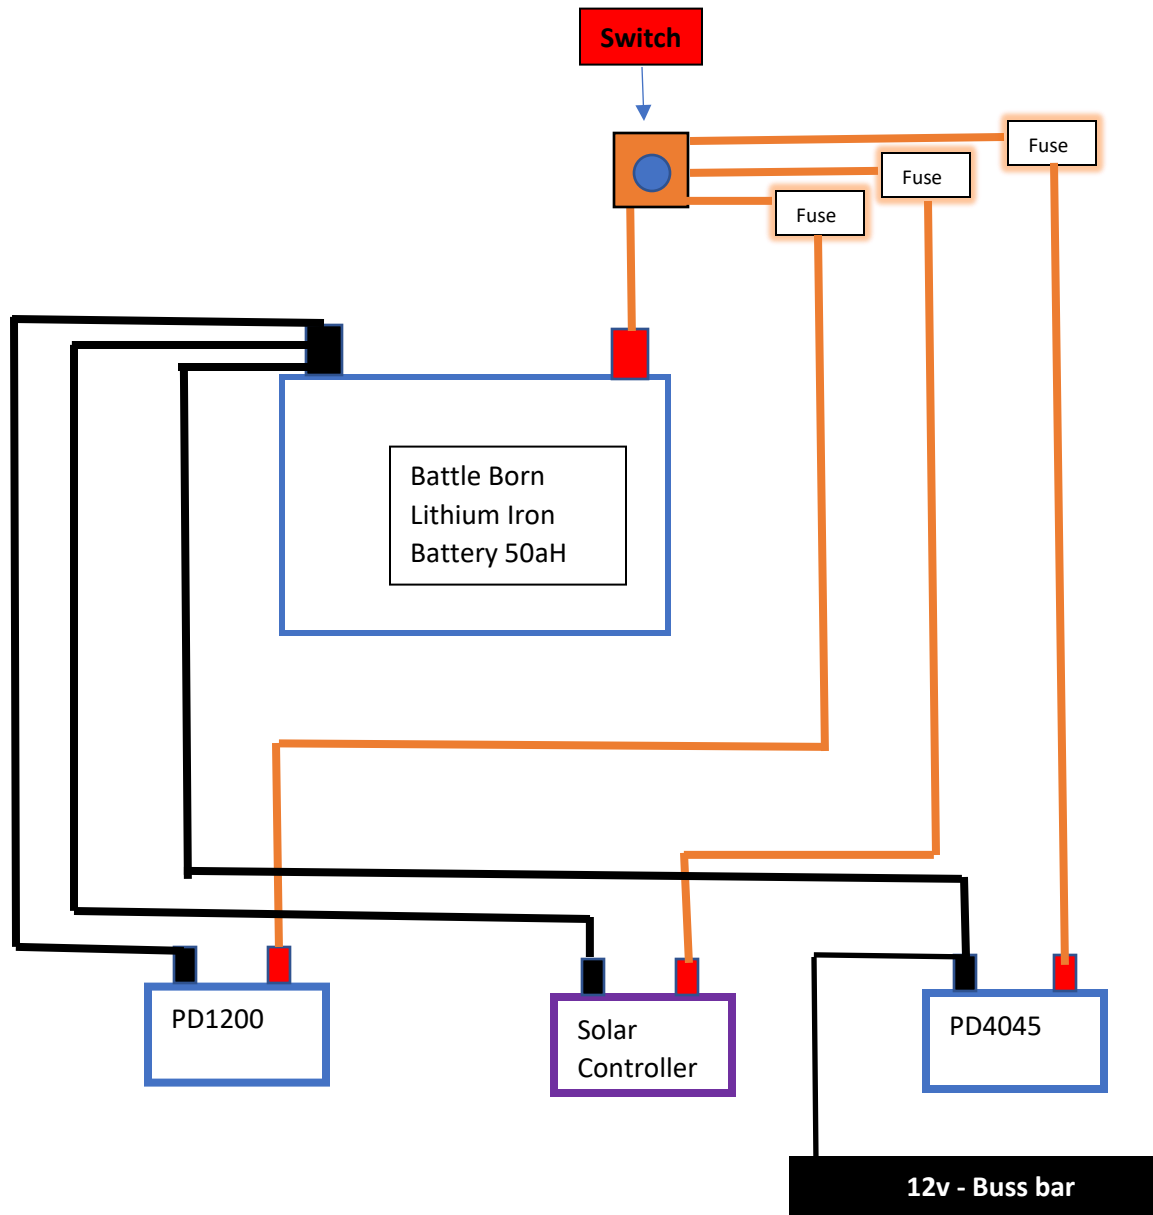 Switch
Fuse
Fuse
Fuse
Battle Born
Lithium Iron
Battery 50aH
PD1200
Solar
Controller
PD4045
12v - Buss bar